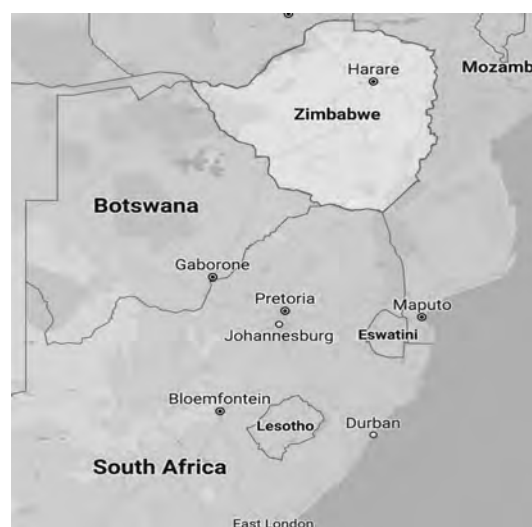 Harare
Mozamb
Zimbabwe
Botswana
Gaborone
Pretoria
Maputo
Johannesburg
Eswatini
Bloemfontein
Lesotho
Durban
South Africa
East London